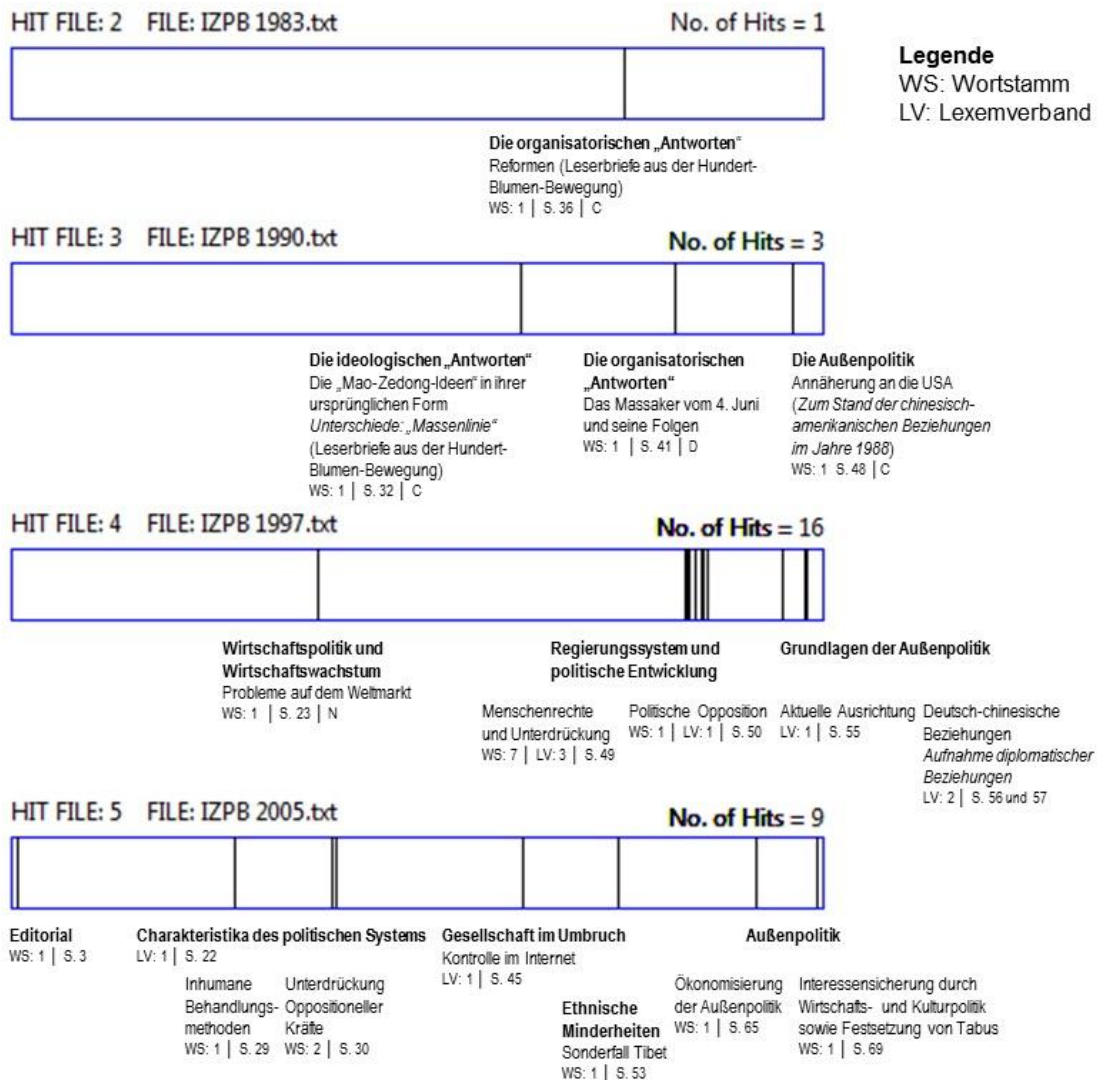 HIT FILE: 2 FILE: IZPB 1983.txt No. of Hits = 1
Legende
WS: Wortstamm
LV: Lexemverband
Die organisatorischen „Antworten“
Reformen (Leserbriefe aus der Hundert-
Blumen-Bewegung)
WS: 1 | S. 36 | C
HIT FILE: 3 FILE: IZPB 1990.txt No. of Hits = 3
Die ideologischen „Antworten“
Die „Mao-Zedong-Ideen“ in ihrer
ursprünglichen Form
Unterschiede: „Massenlinie“
(Leserbriefe aus der Hundert-
Blumen-Bewegung)
WS: 1 | S. 32 | C
Die organisatorischen
„Antworten“
Das Massaker vom 4. Juni
und seine Folgen
WS: 1 | S. 41 | D
Die Außenpolitik
Annäherung an die USA
(Zum Stand der chinesisch-
amerikanischen Beziehungen
im Jahre 1988)
WS: 1 S. 48 | C
HIT FILE: 4 FILE: IZPB 1997.txt No. of Hits = 16
Wirtschaftspolitik und
Wirtschaftswachstum
Probleme auf dem Weltmarkt
WS: 1 | S. 23 | N
Regierungssystem und
politische Entwicklung
Menschenrechte
und Unterdrückung
WS: 7 | LV: 3 | S. 49
Politische Opposition
WS: 1 | LV: 1 | S. 50
Grundlagen der Außenpolitik
Aktuelle Ausrichtung
LV: 1 | S. 55
Deutsch-chinesische
Beziehungen
Aufnahme diplomatischer
Beziehungen
LV: 2 | S. 56 und 57
HIT FILE: 5 FILE: IZPB 2005.txt No. of Hits = 9
Editorial
WS: 1 | S. 3
Charakteristika des politischen Systems
LV: 1 | S. 22
Inhumane
Behandlungs-
methoden
WS: 1 | S. 29
Unterdrückung
Oppositioneller
Kräfte
WS: 2 | S. 30
Gesellschaft im Umbruch
Kontrolle im Internet
LV: 1 | S. 45
Ethnische
Minderheiten
Sonderfall Tibet
WS: 1 | S. 53
Außenpolitik
Ökonomisierung
der Außenpolitik
WS: 1 | S. 65
Interessensicherung durch
Wirtschafts- und Kulturpolitik
sowie Festsetzung von Tabus
WS: 1 | S. 69